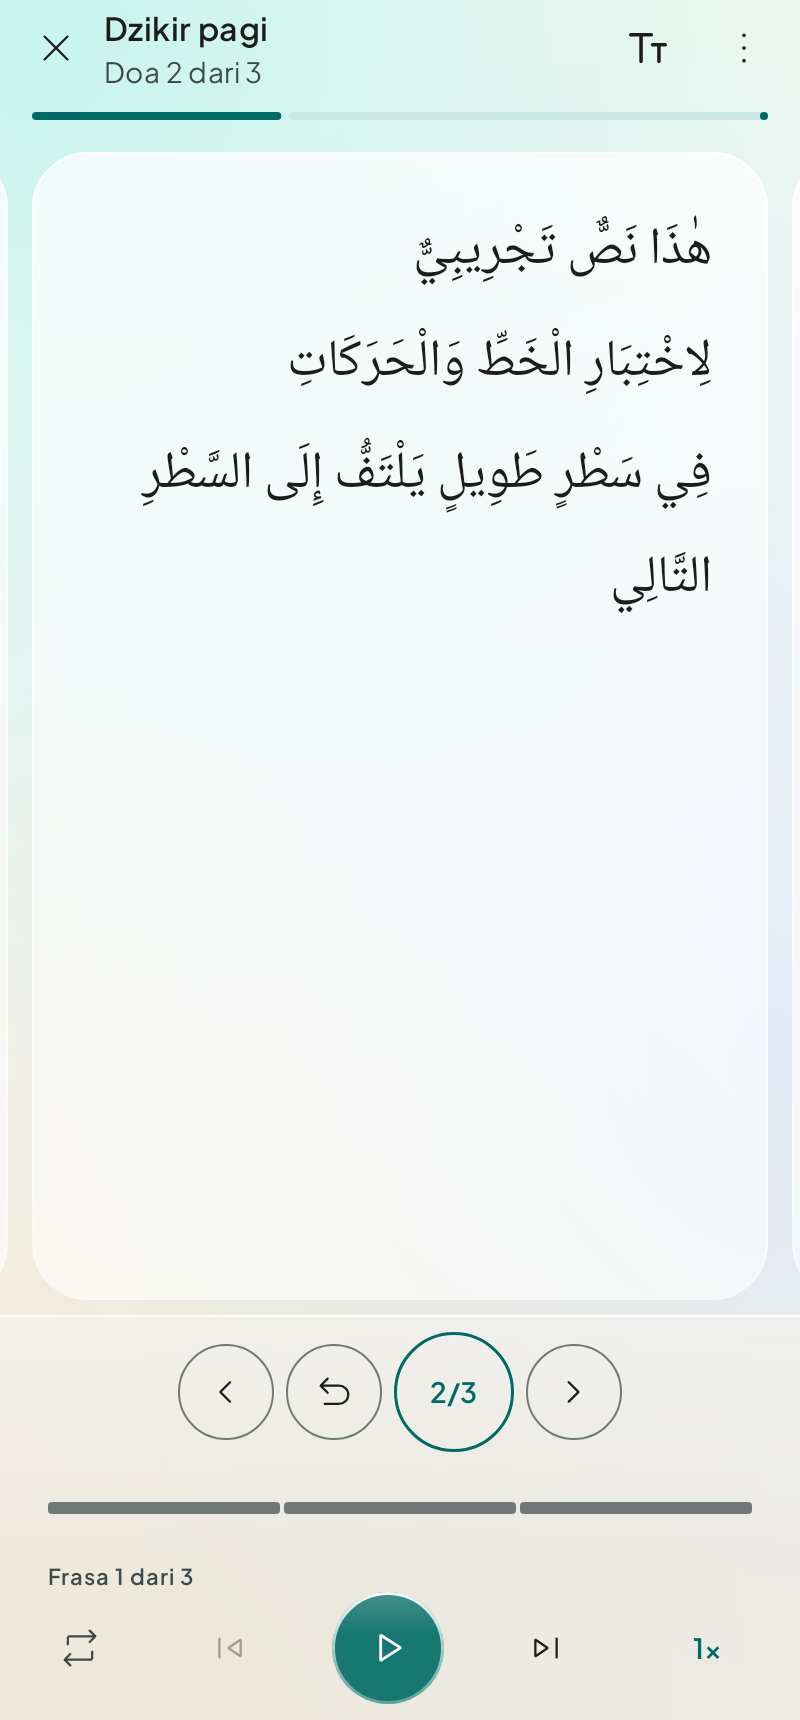 Dzikir pagi
Doa 2 dari 3
هٰذَا نَصٌّ تَجْرِيبِيٌّ
لِاخْتِبَارِ الْخَطِّ وَالْحَرَكَاتِ
فِي سَطْرٍ طَوِيلٍ يَلْتَفُّ إِلَى السَّطْرِ
التَّالِي
2/3
Frasa 1 dari 3
1×